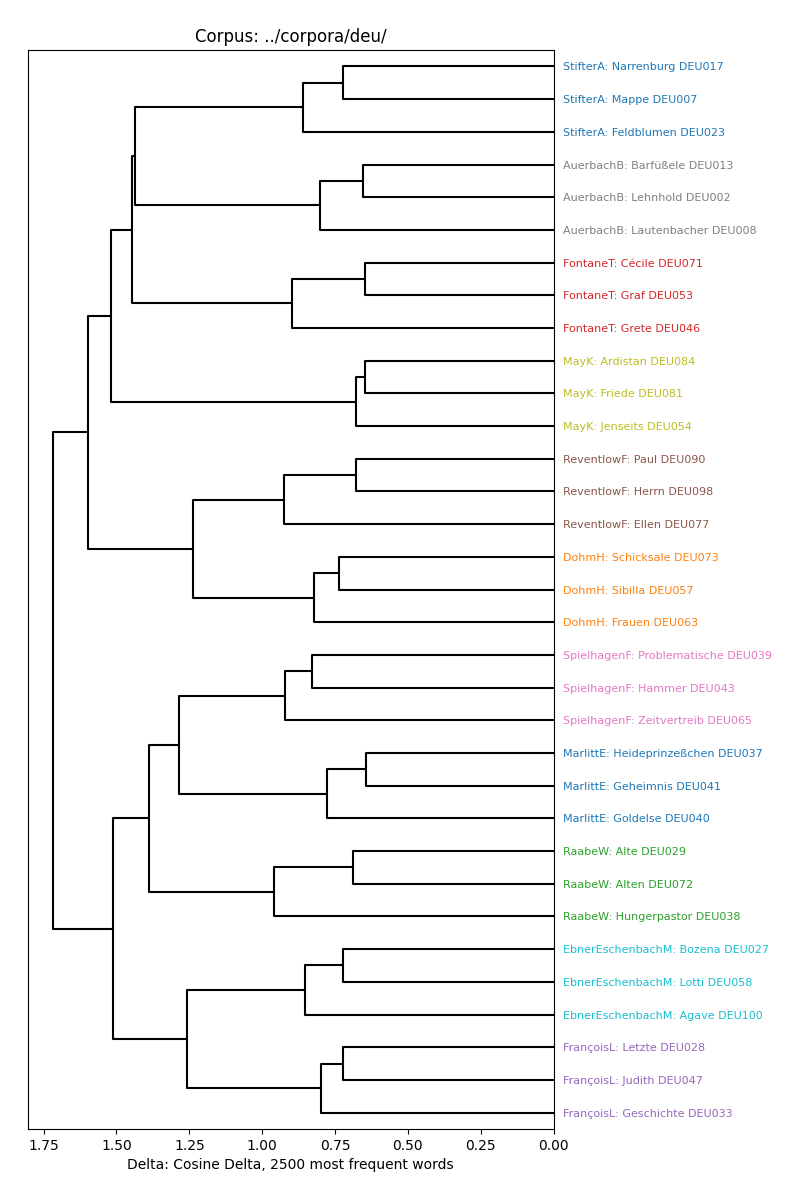 Corpus: ../corpora/deu/
StifterA: Narrenburg DEU017
StifterA: Mappe DEU007
StifterA: Feldblumen DEU023
AuerbachB: Barfüßele DEU013
AuerbachB: Lehnhold DEU002
AuerbachB: Lautenbacher DEU008
FontaneT: Cécile DEU071
FontaneT: Graf DEU053
FontaneT: Grete DEU046
MayK: Ardistan DEU084
MayK: Friede DEU081
MayK: Jenseits DEU054
ReventlowF: Paul DEU090
ReventlowF: Herrn DEU098
ReventlowF: Ellen DEU077
DohmH: Schicksale DEU073
DohmH: Sibilla DEU057
DohmH: Frauen DEU063
SpielhagenF: Problematische DEU039
SpielhagenF: Hammer DEU043
SpielhagenF: Zeitvertreib DEU065
MarlittE: Heideprinzeßchen DEU037
MarlittE: Geheimnis DEU041
MarlittE: Goldelse DEU040
RaabeW: Alte DEU029
RaabeW: Alten DEU072
RaabeW: Hungerpastor DEU038
EbnerEschenbachM: Bozena DEU027
EbnerEschenbachM: Lotti DEU058
EbnerEschenbachM: Agave DEU100
FrançoisL: Letzte DEU028
FrançoisL: Judith DEU047
FrançoisL: Geschichte DEU033
1.75 1.50 1.25 1.00 0.75 0.50 0.25 0.00
Delta: Cosine Delta, 2500 most frequent words